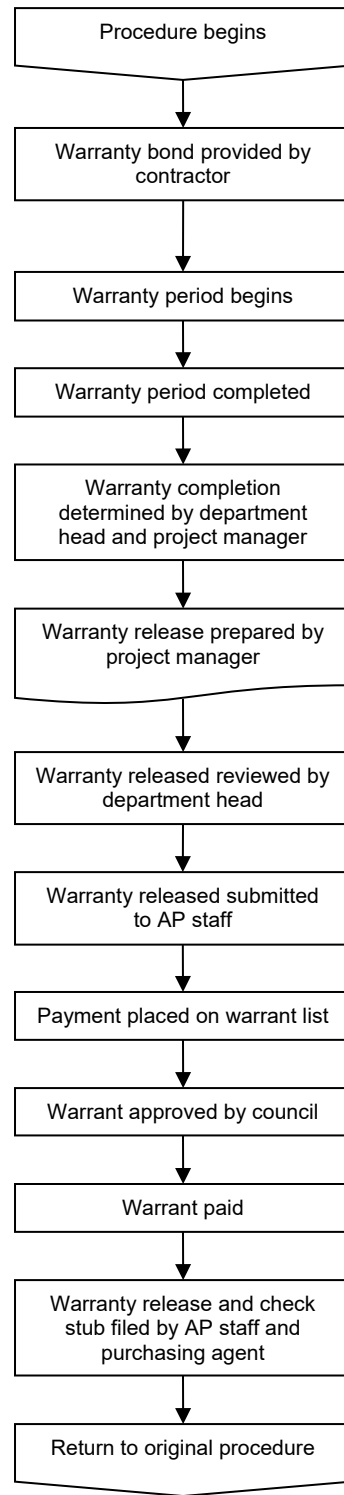 Procedure begins
Warranty bond provided by
contractor
Warranty period begins
Warranty period completed
Warranty completion
determined by department
head and project manager
Warranty release prepared by
project manager
Warranty released reviewed by
department head
Warranty released submitted
to AP staff
Payment placed on warrant list
Warrant approved by council
Warrant paid
Warranty release and check
stub filed by AP staff and
purchasing agent
Return to original procedure